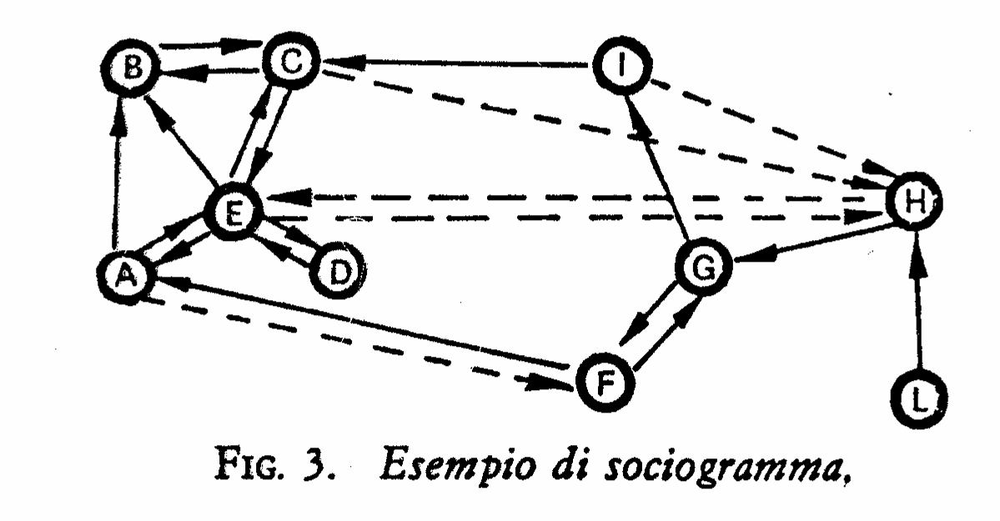 B C I
E H
A D G
F L
FIG. 3. Esempio di sociogramma,